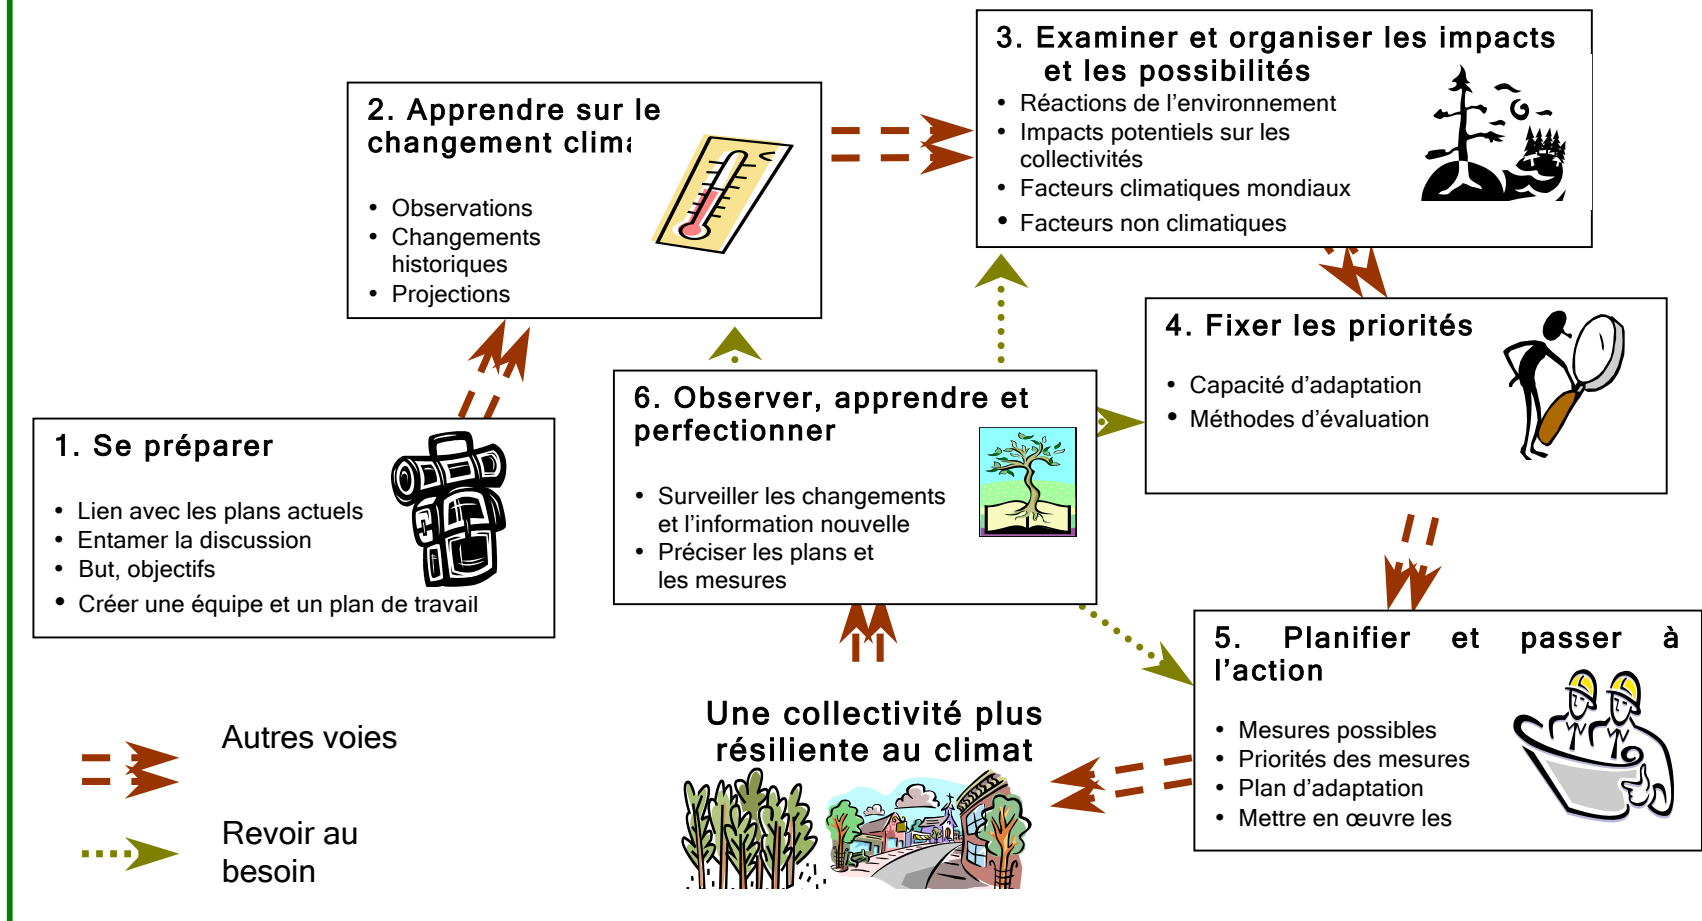 1. Se préparer
• Lien avec les plans actuels
• Entamer la discussion
• But, objectifs
• Créer une équipe et un plan de travail
2. Apprendre sur le
changement clima
• Observations
• Changements
historiques
• Projections
3. Examiner et organiser les impacts
et les possibilités
• Réactions de l’environnement
• Impacts potentiels sur les
collectivités
• Facteurs climatiques mondiaux
• Facteurs non climatiques
4. Fixer les priorités
• Capacité d’adaptation
• Méthodes d’évaluation
5. Planifier et passer à
l’action
• Mesures possibles
• Priorités des mesures
• Plan d’adaptation
• Mettre en œuvre les
6. Observer, apprendre et
perfectionner
• Surveiller les changements
et l’information nouvelle
• Préciser les plans et
les mesures
Une collectivité plus
résiliente au climat
Autres voies
Revoir au
besoin